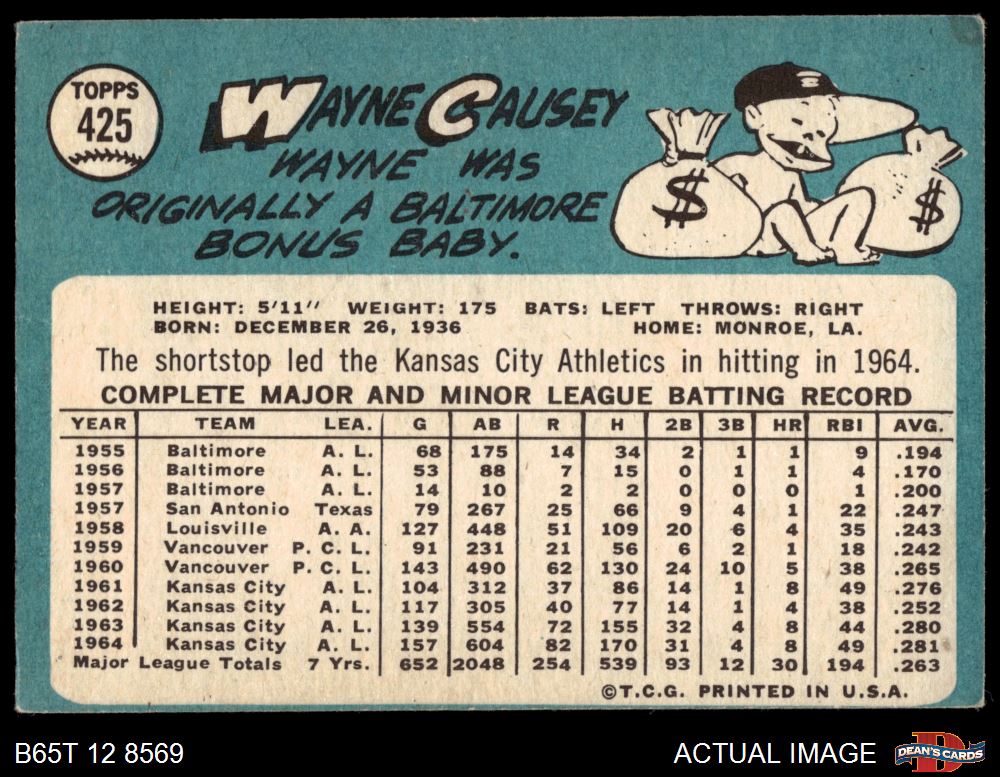 TOPPS
425
WAYNE CAUSEY
WAYNE WAS
ORIGINALLY A BALTIMORE
BONUS BABY.
B
$
$
HEIGHT: 5'11" WEIGHT: 175 BATS: LEFT THROWS: RIGHT
BORN: DECEMBER 26, 1936 HOME: MONROE, LA.
The shortstop led the Kansas City Athletics in hitting in 1964.
COMPLETE MAJOR AND MINOR LEAGUE BATTING RECORD
YEAR TEAM LEA. G AB R H 2B 3B HR RBI AVG.
1955 Baltimore A. L. 68 175 14 34 2 1 1 9 .194
1956 Baltimore A. L. 53 88 7 15 0 1 1 4 .170
1957 Baltimore A. L. 14 10 2 2 0 0 0 1 .200
1957 San Antonio Texas 79 267 25 66 9 4 1 22 .247
1958 Louisville A. A. 127 448 51 109 20 6 4 35 .243
1959 Vancouver P. C. L. 91 231 21 56 6 2 1 18 .242
1960 Vancouver P. C. L. 143 490 62 130 24 10 5 38 .265
1961 Kansas City A. L. 104 312 37 86 14 1 8 49 .276
1962 Kansas City A. L. 117 305 40 77 14 1 4 38 .252
1963 Kansas City A. L. 139 554 72 155 32 4 8 44 .280
1964 Kansas City A. L. 157 604 82 170 31 4 8 49 .281
Major League Totals 7 Yrs. 652 2048 254 539 93 12 30 194 .263
©T.C.G. PRINTED IN U.S.A.
B65T 12 8569 ACTUAL IMAGE D DEAN'S CARDS